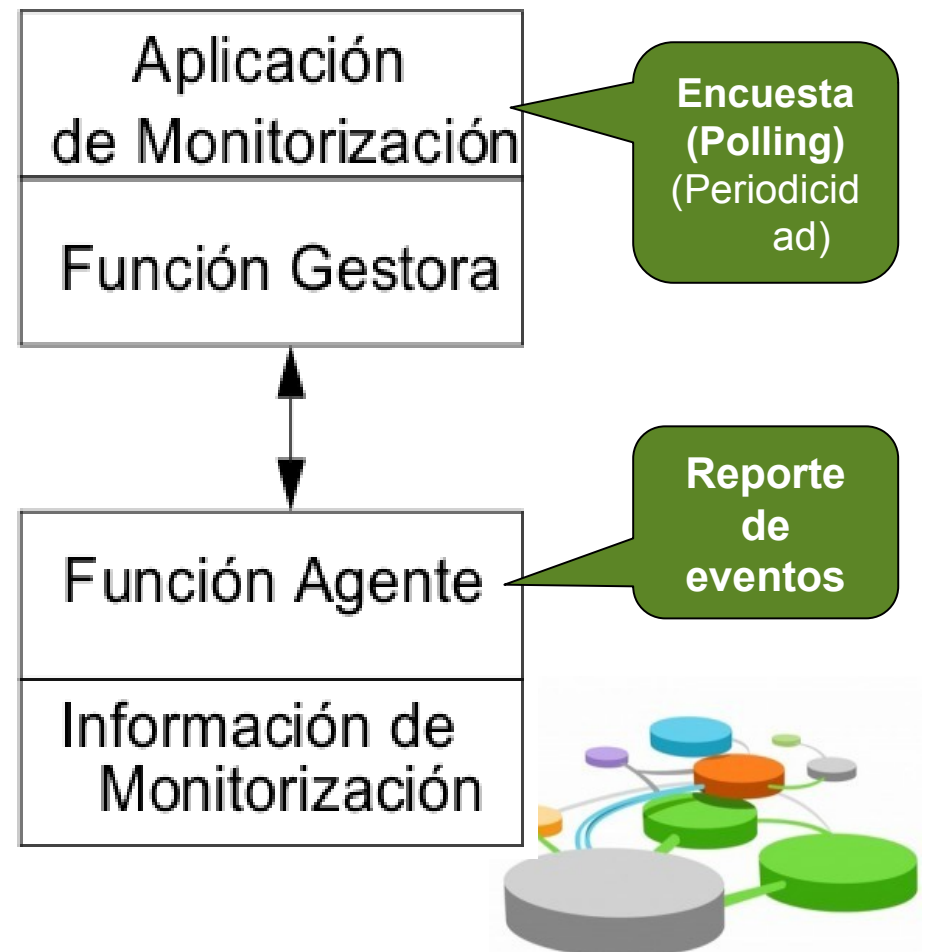 Aplicación
de Monitorización
Función Gestora
Encuesta
(Polling)
(Periodicid
ad)
Función Agente
Información de
Monitorización
Reporte
de
eventos